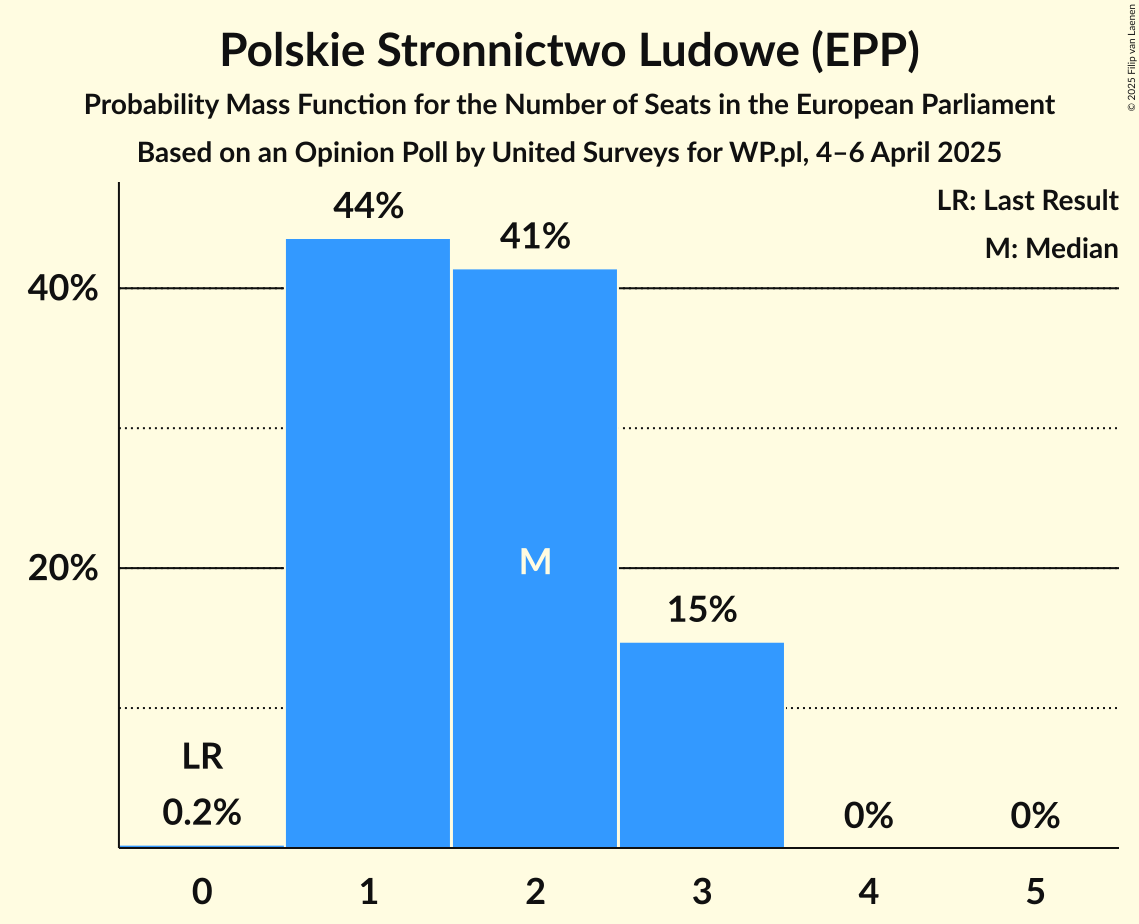 Polskie Stronnictwo Ludowe (EPP)
Probability Mass Function for the Number of Seats in the European Parliament
Based on an Opinion Poll by United Surveys for WP.pl, 4–6 April 2025
© 2025 Filip van Laenen
LR: Last Result
M: Median
44%
41%
40%
M
20%
15%
LR
0.2%
0%
0%
0
1
2
3
4
5